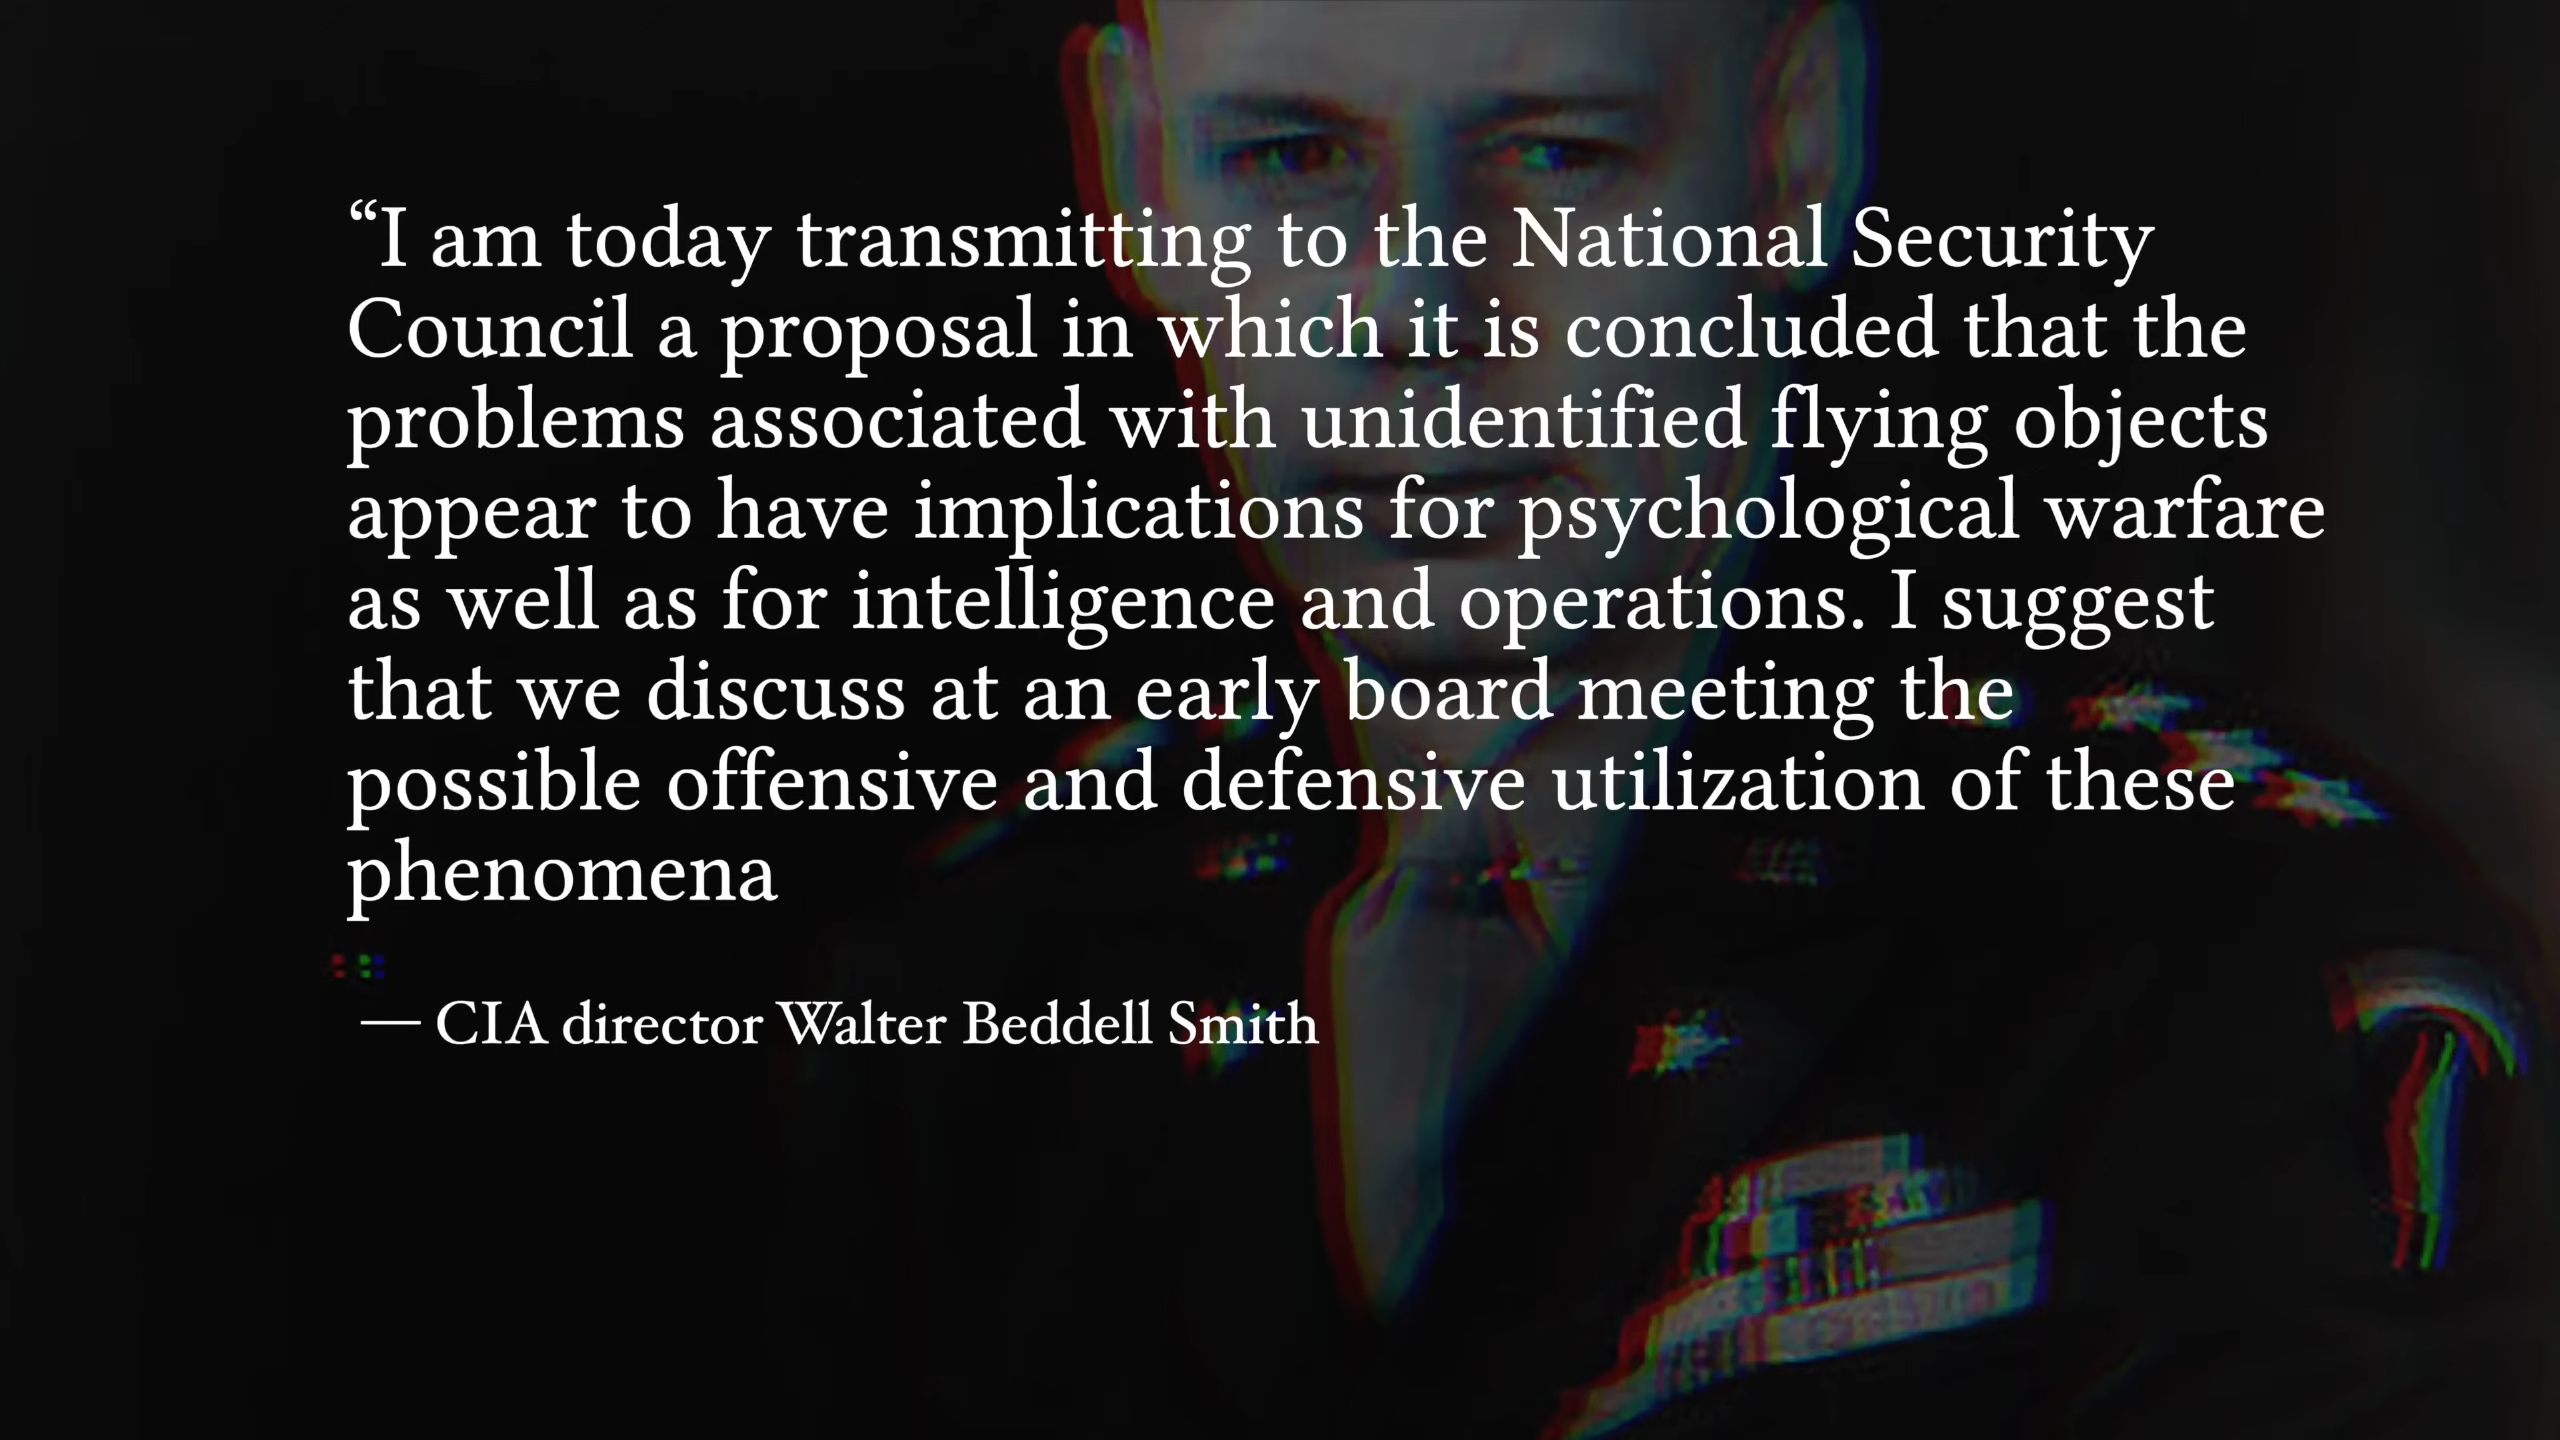 “I am today transmitting to the National Security
Council a proposal in which it is concluded that the
problems associated with unidentified flying objects
appear to have implications for psychological warfare
as well as for intelligence and operations. I suggest
that we discuss at an early board meeting the
possible offensive and defensive utilization of these
phenomena
— CIA director Walter Beddell Smith